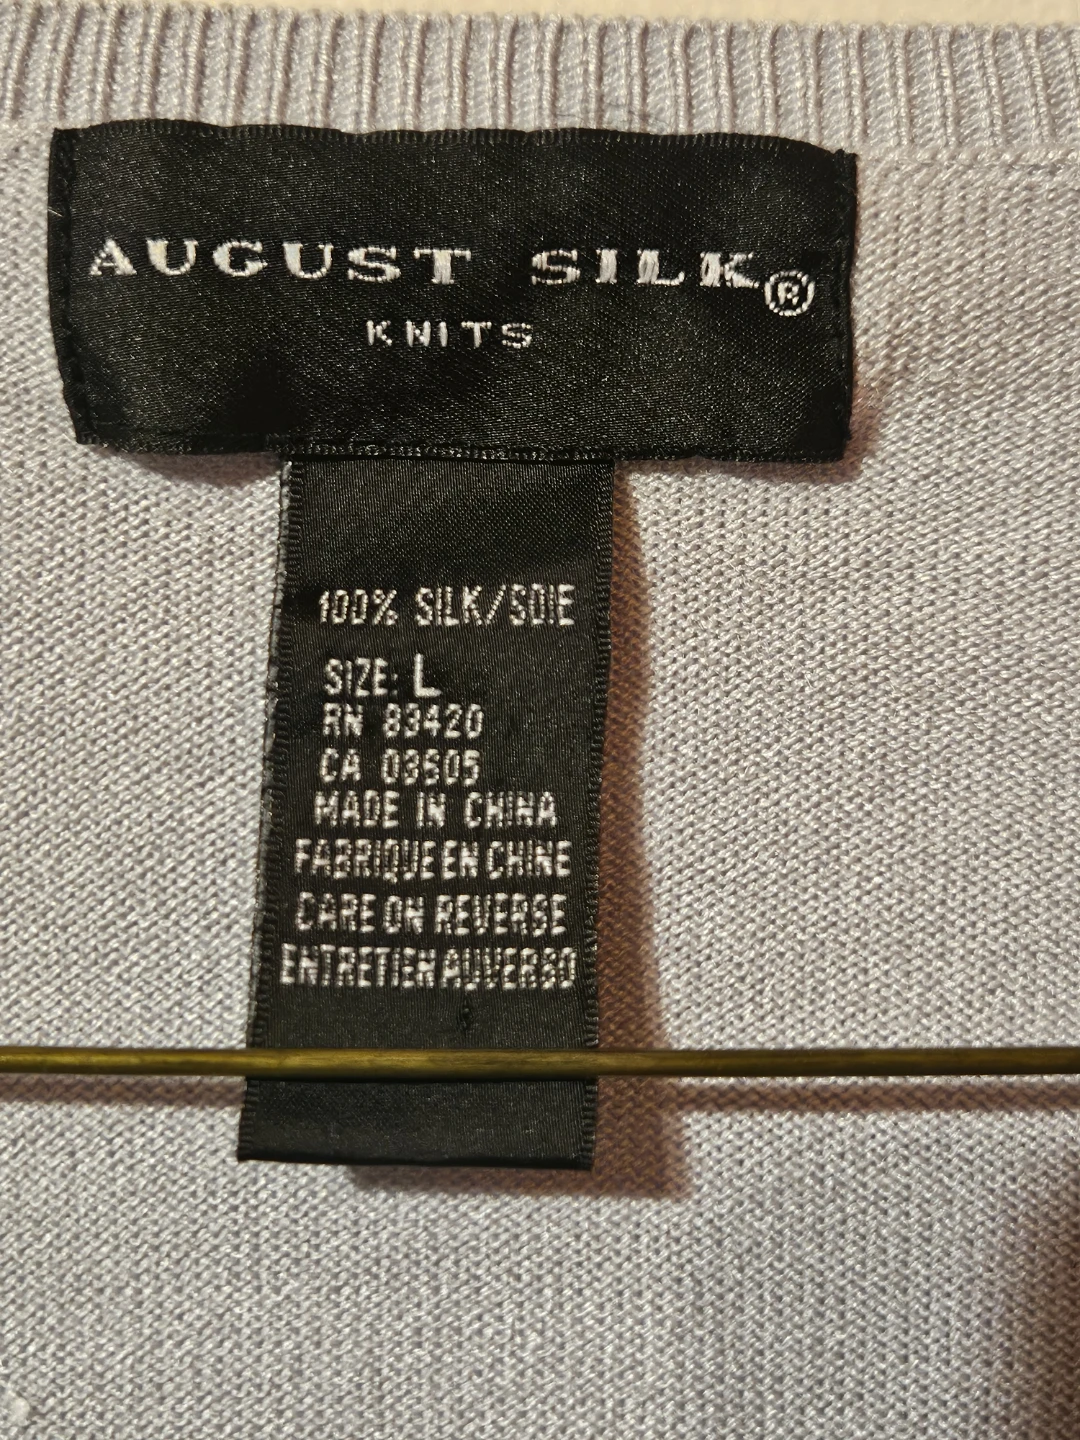 AUGUST SILK®
KNITS
100% SILK/SOIE
SIZE: L
RN 83420
CA 03505
MADE IN CHINA
FABRIQUE EN CHINE
CARE ON REVERSE
ENTRETIEN AU VERSO